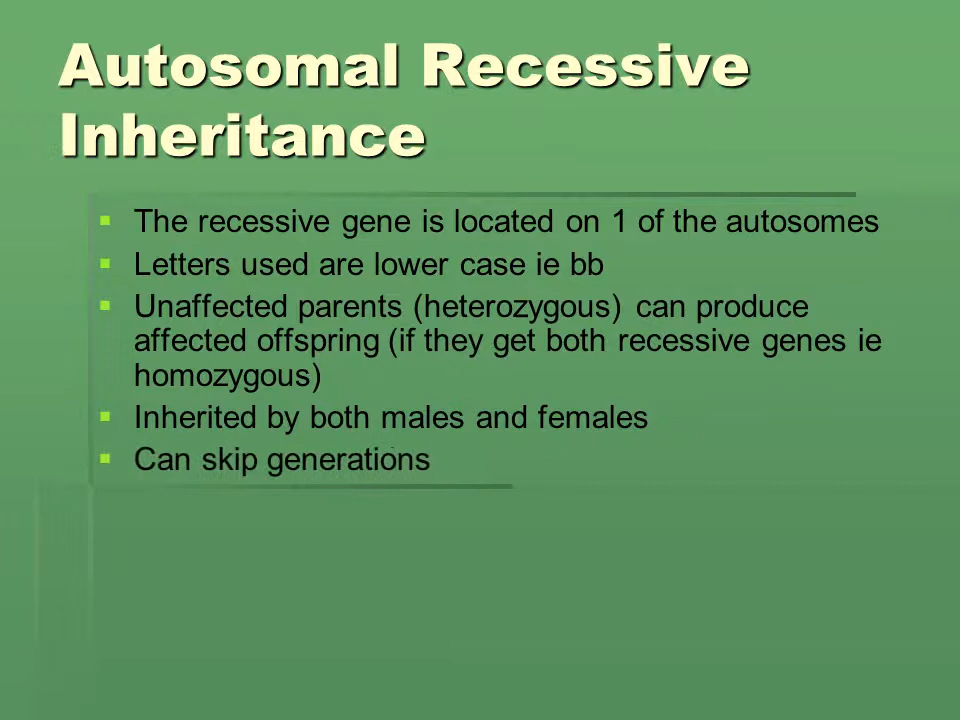 Autosomal Recessive
Inheritance
The recessive gene is located on 1 of the autosomes
Letters used are lower case ie bb
Unaffected parents (heterozygous) can produce
affected offspring (if they get both recessive genes ie
homozygous)
Inherited by both males and females
Can skip generations